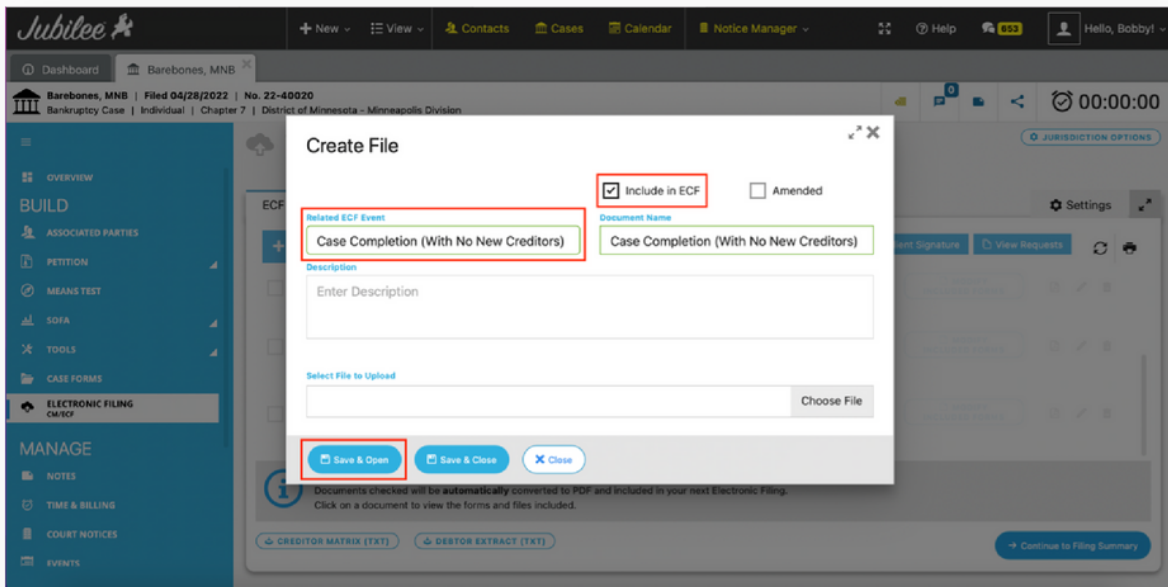 Jubilee
+ New View Contacts Cases Calendar Notice Manager Help 653 Hello, Bobby!
Dashboard Barebones, MNB
Barebones, MNB | Filed 04/28/2022 | No. 22-40020
Bankruptcy Case | Individual | Chapter 7 | District of Minnesota - Minneapolis Division
0
00:00:00
JURISDICTION OPTIONS
OVERVIEW
BUILD
ASSOCIATED PARTIES
PETITION
MEANS TEST
SOFA
TOOLS
CASE FORMS
ELECTRONIC FILING
CM/ECF
MANAGE
NOTES
TIME & BILLING
COURT NOTICES
EVENTS
ECF
Settings
ent Signature View Requests
Create File
Include in ECF Amended
Related ECF Event Document Name
Case Completion (With No New Creditors) Case Completion (With No New Creditors)
Description
Enter Description
Select File to Upload
Choose File
Save & Open Save & Close Close
Documents checked will be automatically converted to PDF and included in your next Electronic Filing.
Click on a document to view the forms and files included.
CREDITOR MATRIX (TXT) DEBTOR EXTRACT (TXT)
Continue to Filing Summary